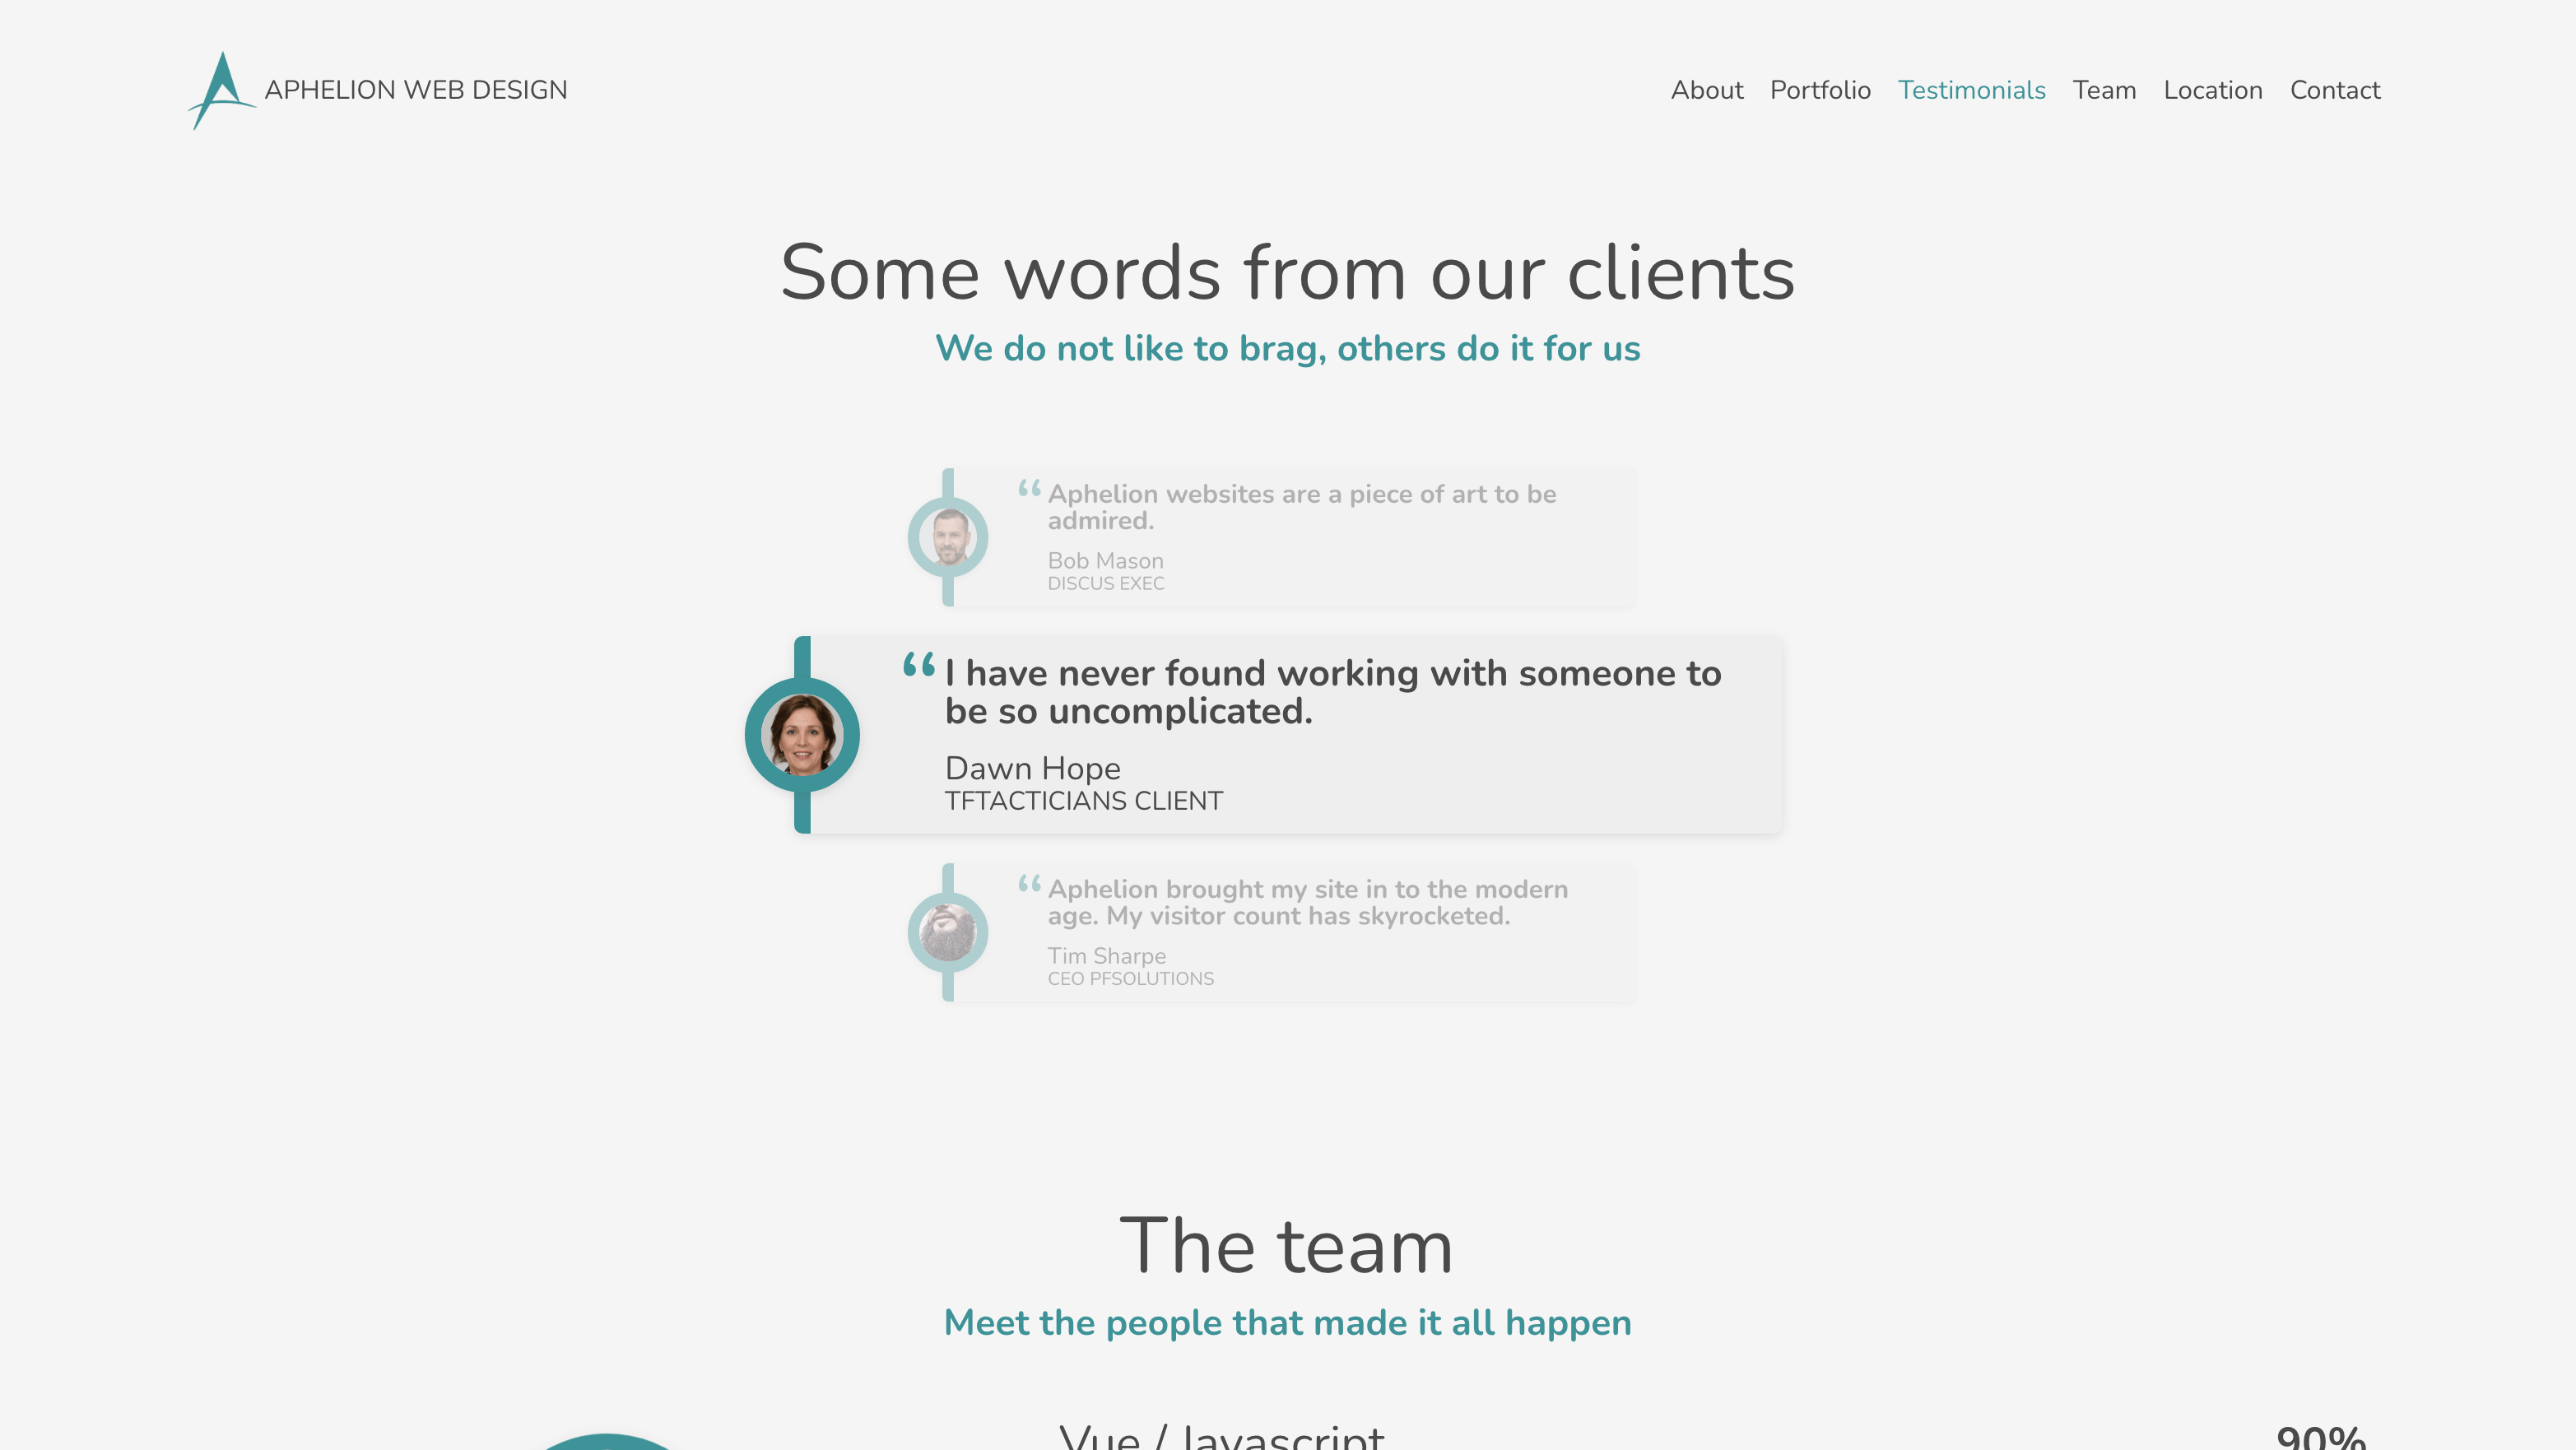 APHELION WEB DESIGN
About Portfolio Testimonials Team Location Contact
Some words from our clients
We do not like to brag, others do it for us
“ Aphelion websites are a piece of art to be
admired.
Bob Mason
DISCUS EXEC
“ I have never found working with someone to
be so uncomplicated.
Dawn Hope
TFTACTICIANS CLIENT
“ Aphelion brought my site in to the modern
age. My visitor count has skyrocketed.
Tim Sharpe
CEO PFSOLUTIONS
The team
Meet the people that made it all happen
Vue / Javascript
90%